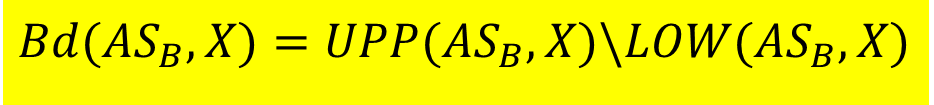 Bd(AS_B, X) = UPP(AS_B, X)\LOW(AS_B, X)